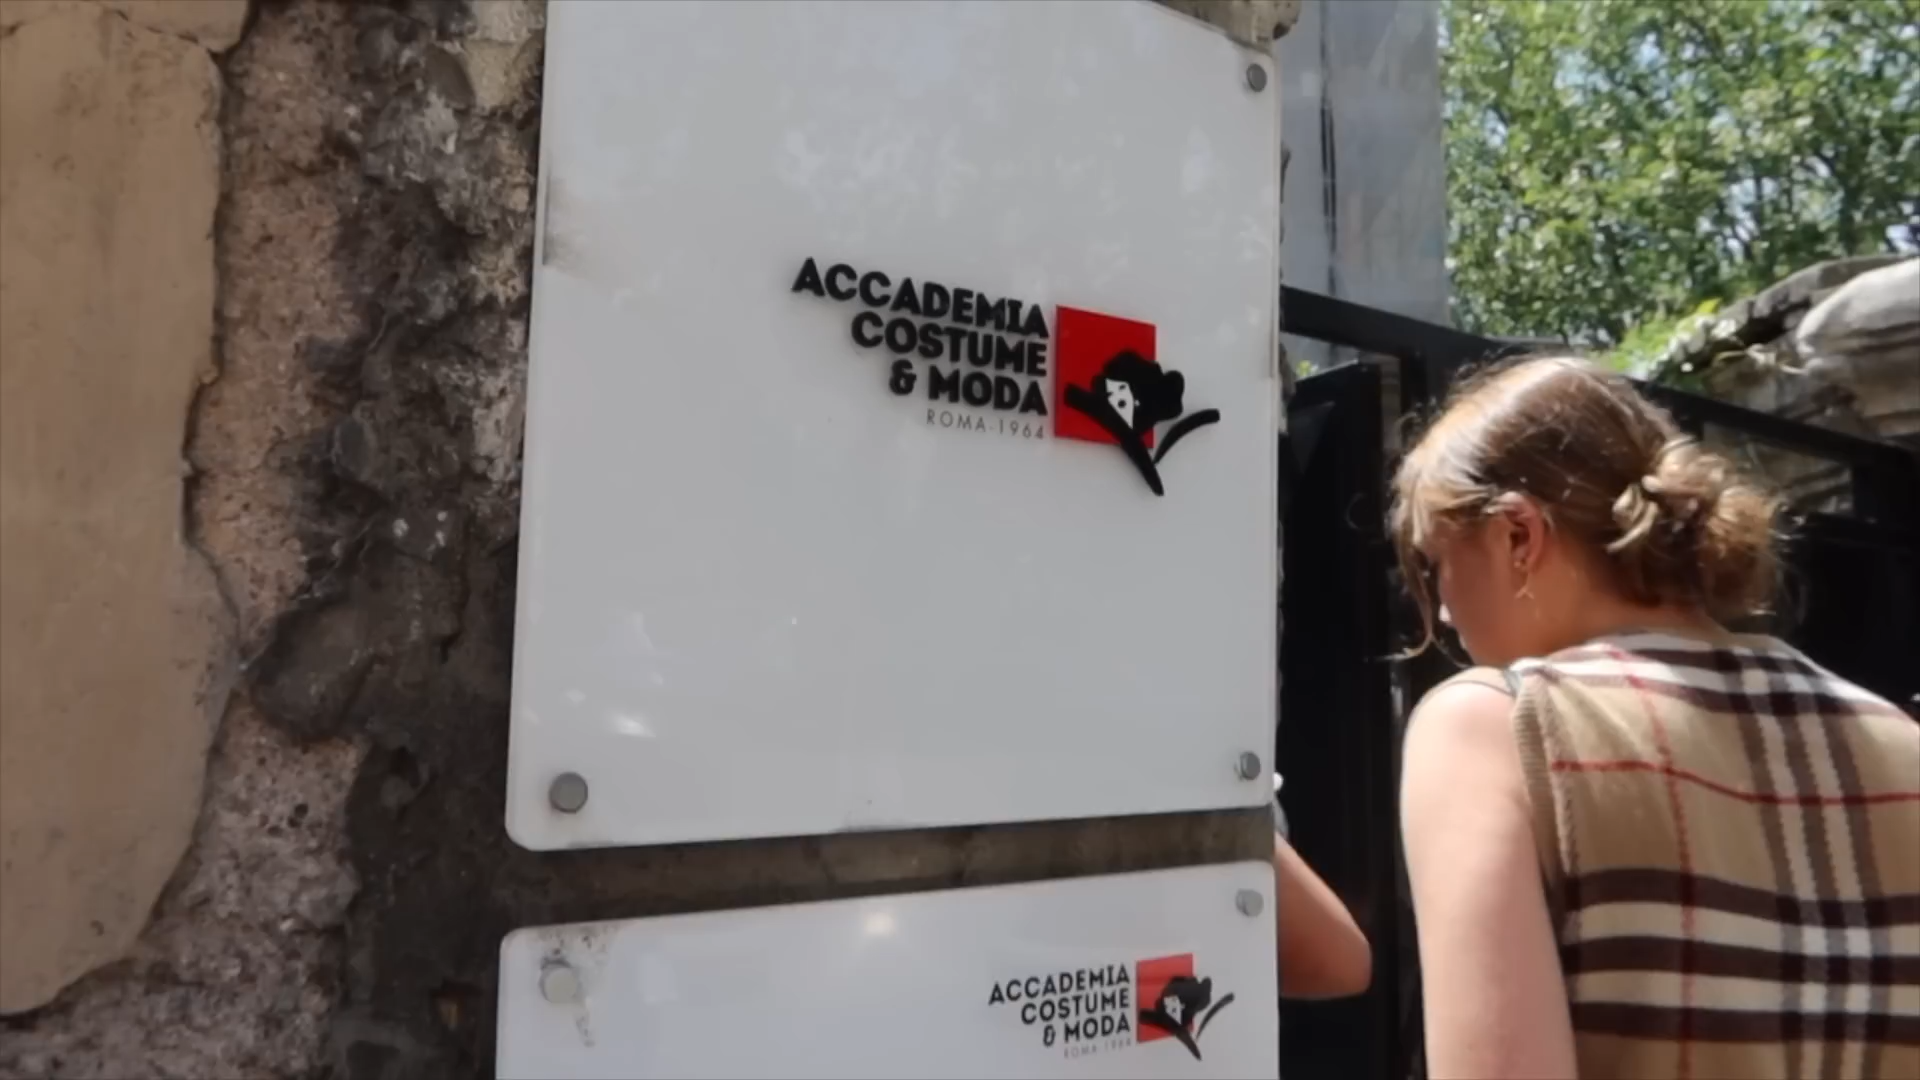 ACCADEMIA
COSTUME
& MODA
ROMA-1964
ACCADEMIA
COSTUME
& MODA
ROMA-1964